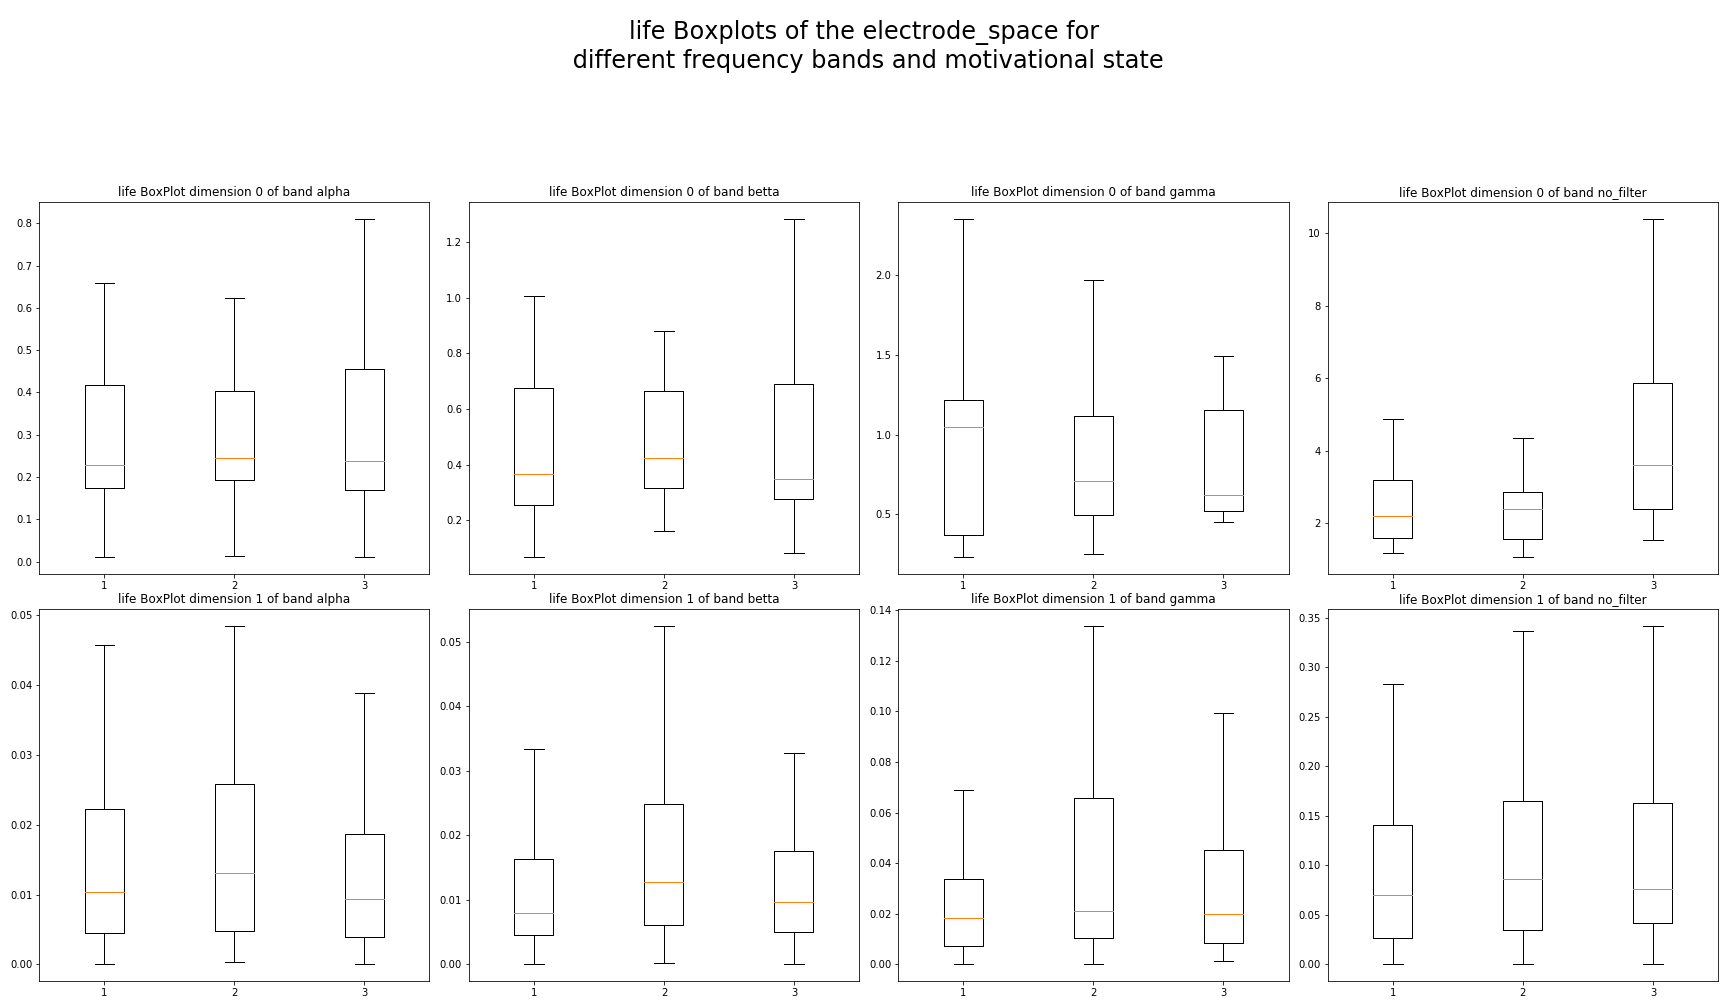 life Boxplots of the electrode_space for
different frequency bands and motivational state
life BoxPlot dimension 0 of band alpha
0.8
0.7
0.6
0.5
0.4
0.3
0.2
0.1
0.0
1 2 3
life BoxPlot dimension 0 of band betta
1.2
1.0
0.8
0.6
0.4
0.2
1 2 3
life BoxPlot dimension 0 of band gamma
2.0
1.5
1.0
0.5
1 2 3
life BoxPlot dimension 0 of band no_filter
10
8
6
4
2
1 2 3
life BoxPlot dimension 1 of band alpha
0.05
0.04
0.03
0.02
0.01
0.00
1 2 3
life BoxPlot dimension 1 of band betta
0.05
0.04
0.03
0.02
0.01
0.00
1 2 3
life BoxPlot dimension 1 of band gamma
0.14
0.12
0.10
0.08
0.06
0.04
0.02
0.00
1 2 3
life BoxPlot dimension 1 of band no_filter
0.35
0.30
0.25
0.20
0.15
0.10
0.05
0.00
1 2 3